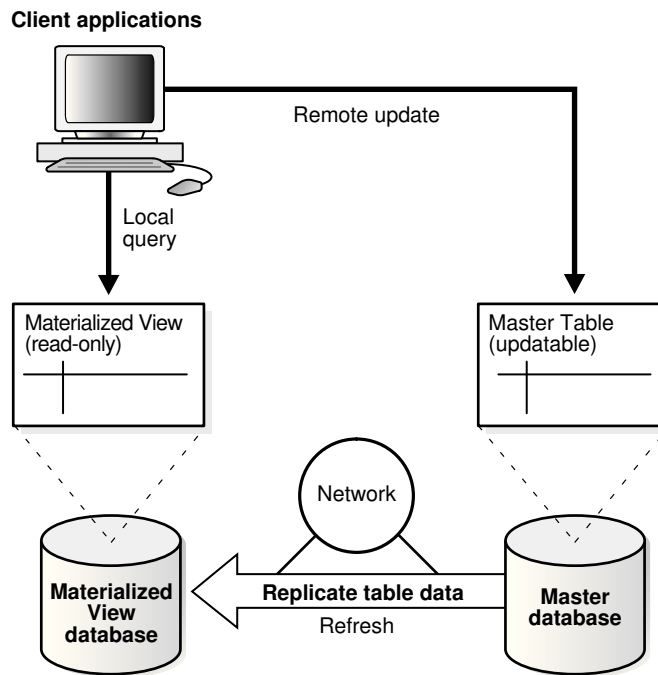 Client applications
Remote update
Local
query
Materialized View
(read-only)
Master Table
(updatable)
Network
Materialized
View
database
Replicate table data
Refresh
Master
database